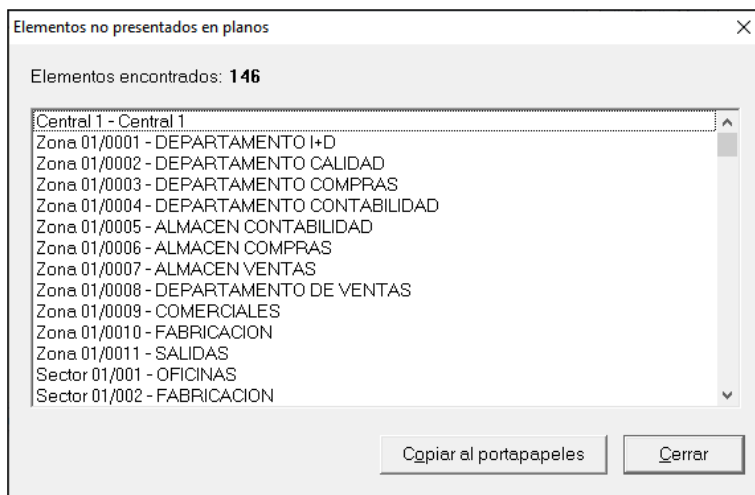 Elementos no presentados en planos
Elementos encontrados: 146
Central 1 - Central 1
Zona 01/0001 - DEPARTAMENTO I+D
Zona 01/0002 - DEPARTAMENTO CALIDAD
Zona 01/0003 - DEPARTAMENTO COMPRAS
Zona 01/0004 - DEPARTAMENTO CONTABILIDAD
Zona 01/0005 - ALMACEN CONTABILIDAD
Zona 01/0006 - ALMACEN COMPRAS
Zona 01/0007 - ALMACEN VENTAS
Zona 01/0008 - DEPARTAMENTO DE VENTAS
Zona 01/0009 - COMERCIALES
Zona 01/0010 - FABRICACION
Zona 01/0011 - SALIDAS
Sector 01/001 - OFICINAS
Sector 01/002 - FABRICACION
Copiar al portapapeles
Cerrar